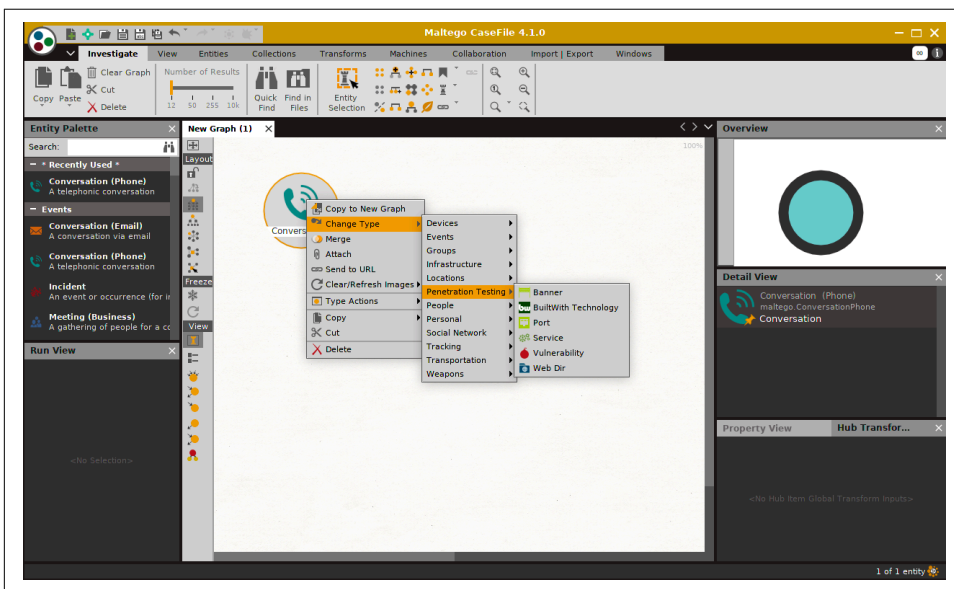 Maltego CaseFile 4.1.0
Investigate View Entities Collections Transforms Machines Collaboration Import | Export Windows
Copy Paste
Clear Graph
Cut
Delete
Number of Results
12 50 255 10k
Quick Find
Find in Files
Entity Selection
Entity Palette
Search:
* Recently Used *
Conversation (Phone)
A telephonic conversation
Events
Conversation (Email)
A conversation via email
Conversation (Phone)
A telephonic conversation
Incident
An event or occurrence (for i
Meeting (Business)
A gathering of people for a co
Run View
<No Selection>
New Graph (1)
Layout
Freeze
View
100%
Convers
Copy to New Graph
Change Type
Merge
Attach
Send to URL
Clear/Refresh Images
Type Actions
Copy
Cut
Delete
Devices
Events
Groups
Infrastructure
Locations
Penetration Testing
People
Personal
Social Network
Tracking
Transportation
Weapons
Banner
BuiltWith Technology
Port
Service
Vulnerability
Web Dir
Overview
Detail View
Conversation (Phone)
maltego.ConversationPhone
Conversation
Property View Hub Transfor...
<No Hub Item Global Transform Inputs>
1 of 1 entity